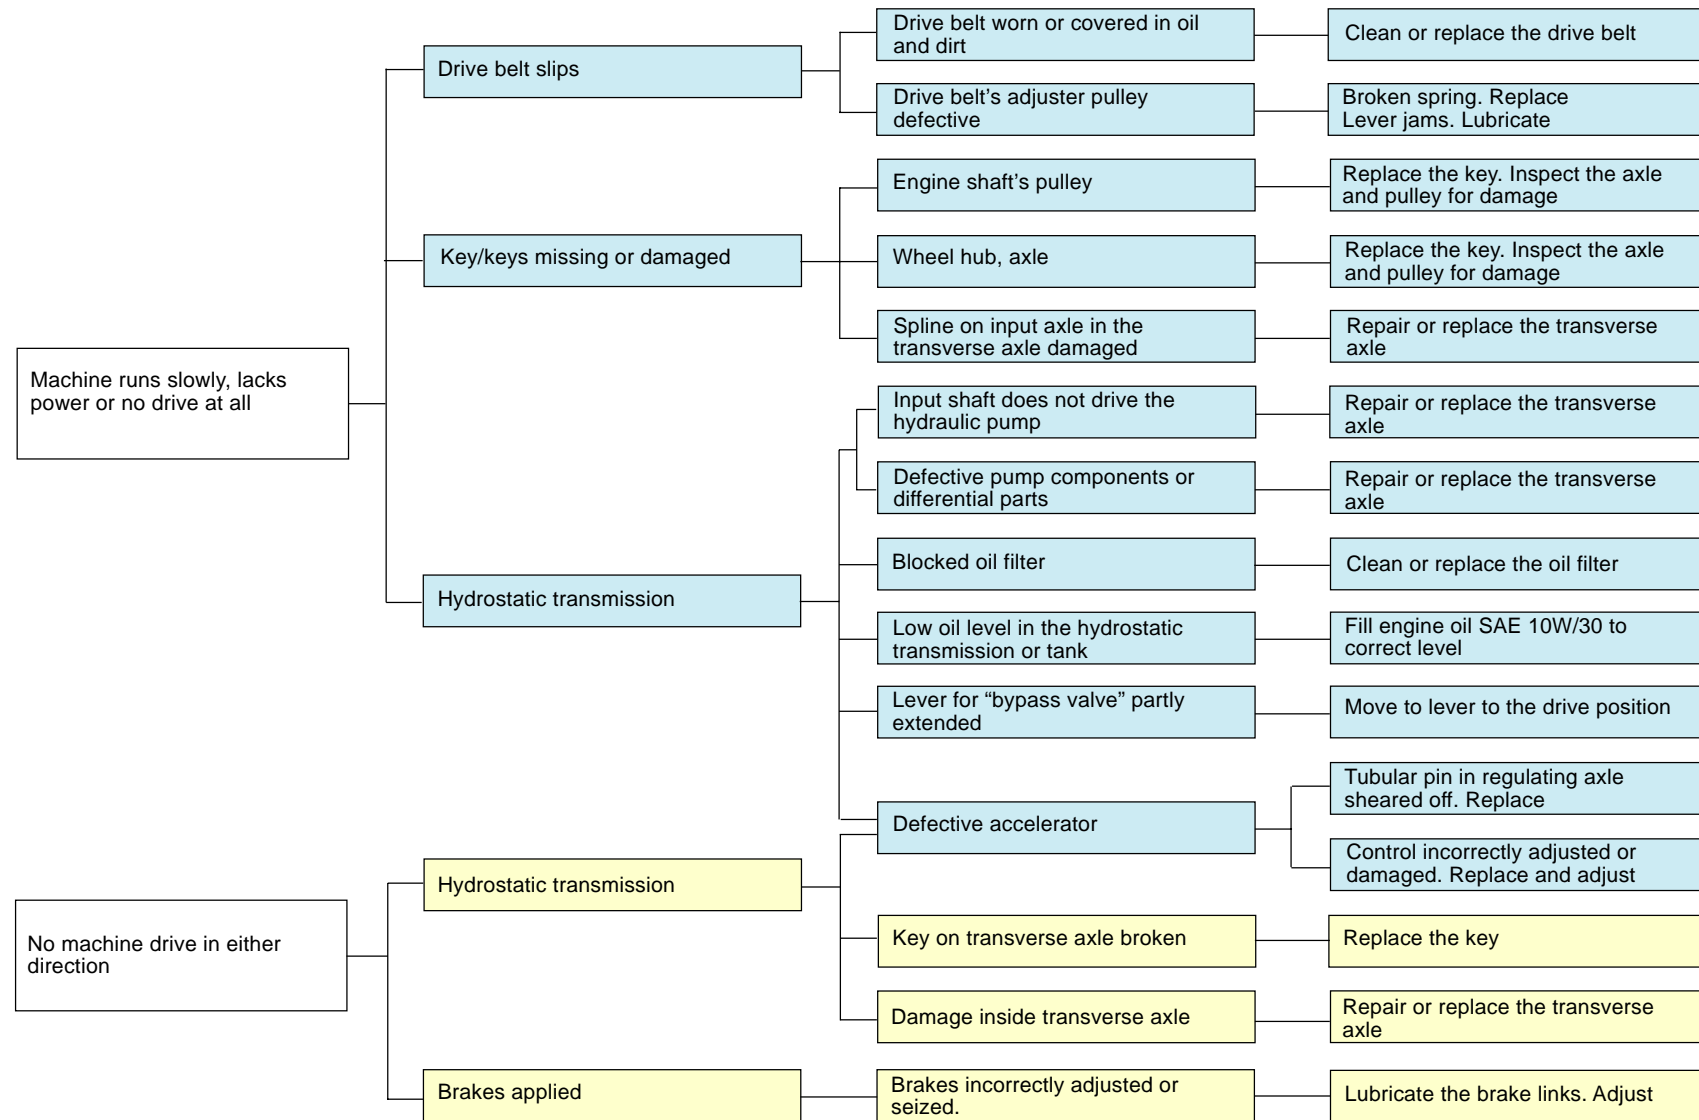 Drive belt worn or covered in oil
and dirt
Clean or replace the drive belt
Drive belt slips
Drive belt’s adjuster pulley
defective
Broken spring. Replace
Lever jams. Lubricate
Engine shaft’s pulley
Replace the key. Inspect the axle
and pulley for damage
Key/keys missing or damaged
Wheel hub, axle
Replace the key. Inspect the axle
and pulley for damage
Spline on input axle in the
transverse axle damaged
Repair or replace the transverse
axle
Machine runs slowly, lacks
power or no drive at all
Input shaft does not drive the
hydraulic pump
Repair or replace the transverse
axle
Defective pump components or
differential parts
Repair or replace the transverse
axle
Blocked oil filter
Clean or replace the oil filter
Hydrostatic transmission
Low oil level in the hydrostatic
transmission or tank
Fill engine oil SAE 10W/30 to
correct level
Lever for “bypass valve” partly
extended
Move to lever to the drive position
Defective accelerator
Tubular pin in regulating axle
sheared off. Replace
Control incorrectly adjusted or
damaged. Replace and adjust
Hydrostatic transmission
No machine drive in either
direction
Key on transverse axle broken
Replace the key
Damage inside transverse axle
Repair or replace the transverse
axle
Brakes applied
Brakes incorrectly adjusted or
seized.
Lubricate the brake links. Adjust